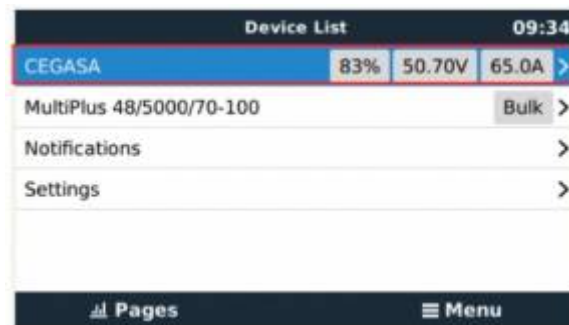 Device List 09:34
CEGASA 83% 50.70V 65.0A
MultiPlus 48/5000/70-100 Bulk
Notifications
Settings
Pages Menu